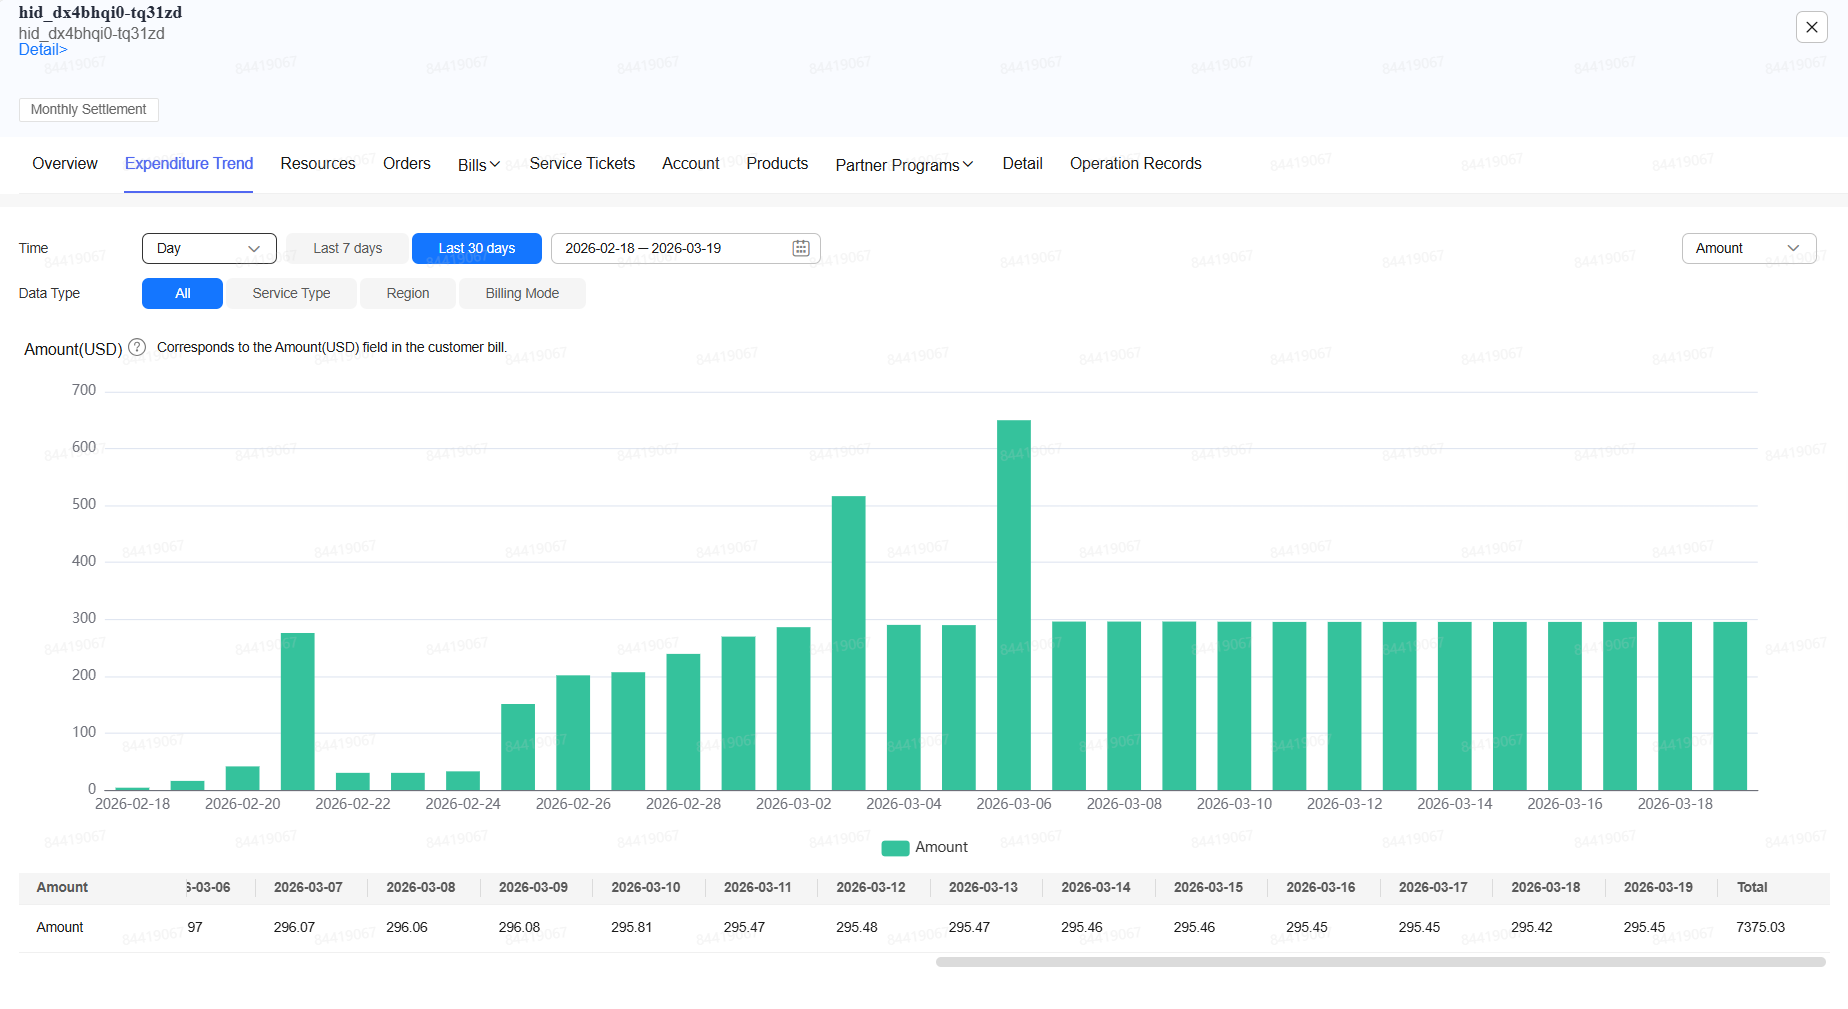 hid_dx4bhqi0-tq31zd
hid_dx4bhqi0-tq31zd
Detail>
Monthly Settlement
Overview Expenditure Trend Resources Orders Bills Service Tickets Account Products Partner Programs Detail Operation Records
Time Day Last 7 days Last 30 days 2026-02-18 – 2026-03-19 Amount
Data Type All Service Type Region Billing Mode
Amount(USD) ? Corresponds to the Amount(USD) field in the customer bill.
700
600
500
400
300
200
100
0
2026-02-18 2026-02-20 2026-02-22 2026-02-24 2026-02-26 2026-02-28 2026-03-02 2026-03-04 2026-03-06 2026-03-08 2026-03-10 2026-03-12 2026-03-14 2026-03-16 2026-03-18
Amount
Amount -03-06 2026-03-07 2026-03-08 2026-03-09 2026-03-10 2026-03-11 2026-03-12 2026-03-13 2026-03-14 2026-03-15 2026-03-16 2026-03-17 2026-03-18 2026-03-19 Total
Amount 97 296.07 296.06 296.08 295.81 295.47 295.48 295.47 295.46 295.46 295.45 295.45 295.42 295.45 7375.03
84419067